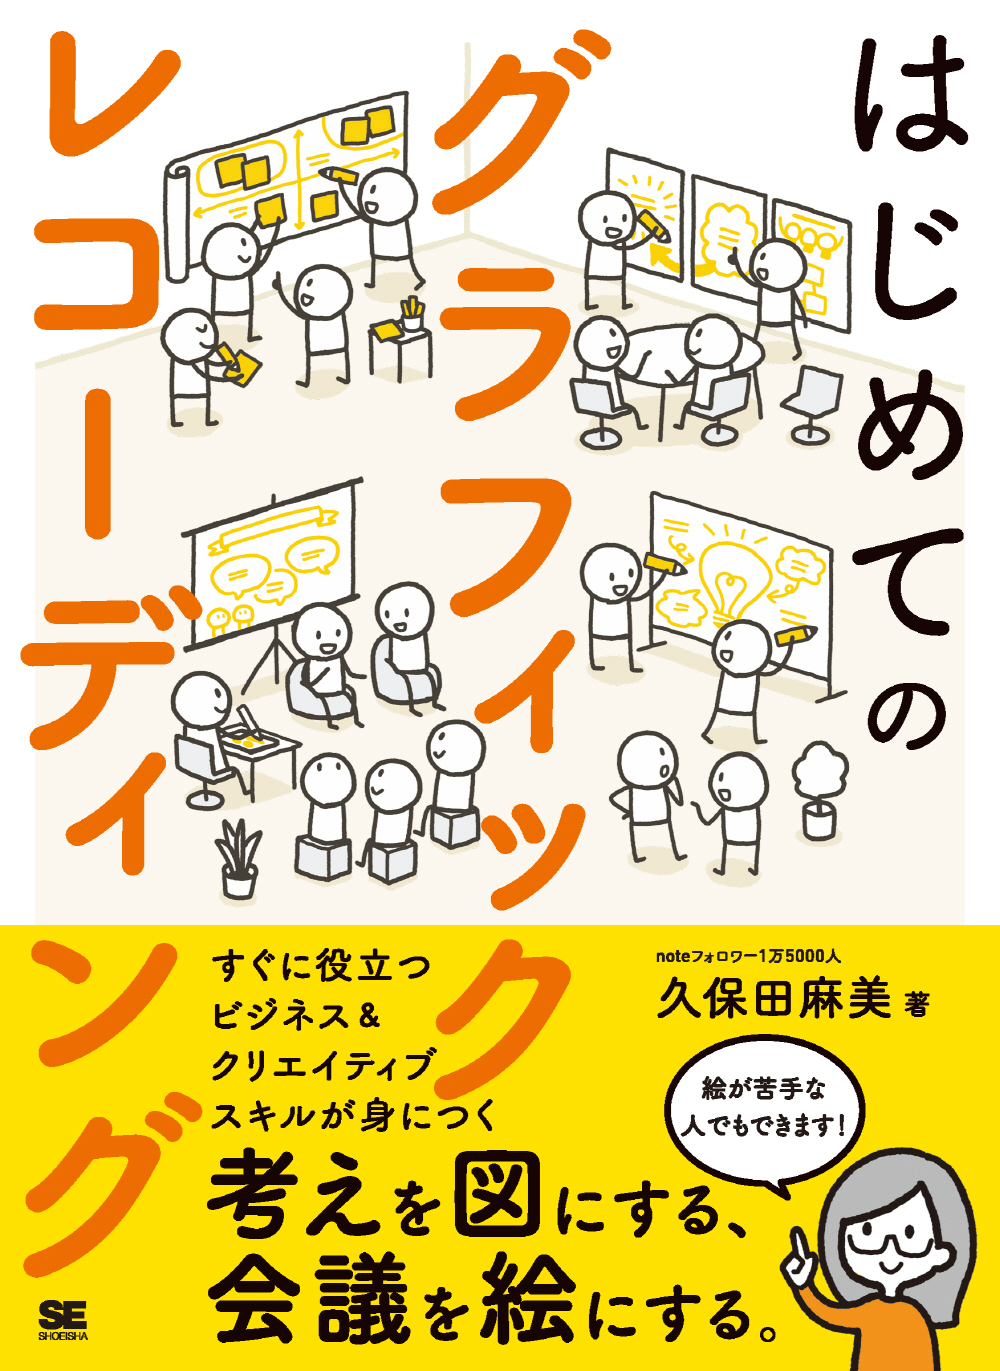 はじめての
グラフィック
レコーディング
noteフォロワー1万5000人
久保田麻美 著
すぐに役立つ
ビジネス&
クリエイティブ
スキルが身につく
絵が苦手な
人でもできます!
考えを図にする、
会議を絵にする。
SE
SHOEISHA